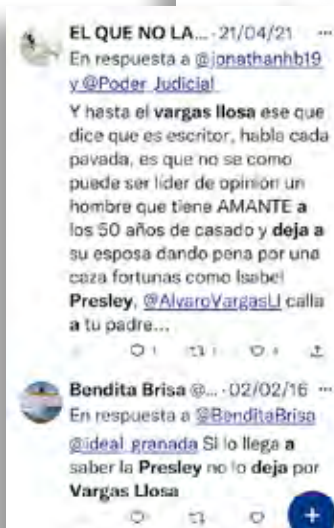 EL QUE NO LA... · 21/04/21 ...
En respuesta a @jonathanhb19
y @Poder_Judicial
Y hasta el vargas llosa ese que
dice que es escritor, habla cada
pavada, es que no se como
puede ser lider de opinión un
hombre que tiene AMANTE a
los 50 años de casado y deja a
su esposa dando pena por una
caza fortunas como Isabel
Presley, @AlvaroVargasLl calla
a tu padre...
1 1 4
Bendita Brisa @... · 02/02/16 ...
En respuesta a @BenditaBrisa
@ideal_granada Si lo llega a
saber la Presley no lo deja por
Vargas Llosa